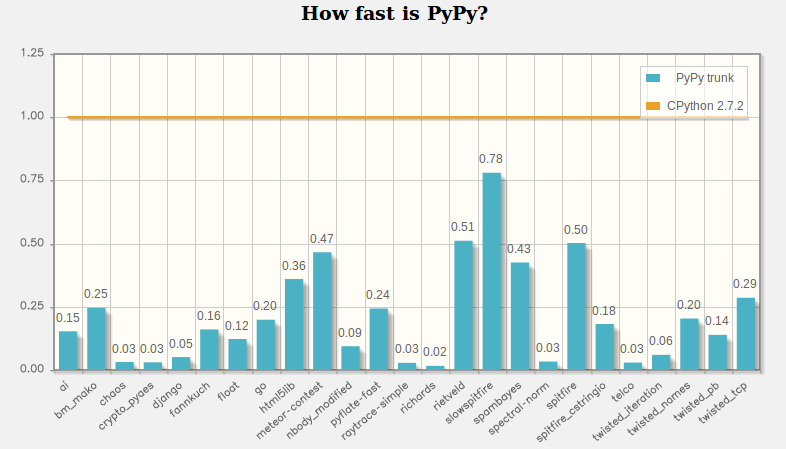 How fast is PyPy?
1.25
1.00
0.75
0.50
0.25
0.00
PyPy trunk
CPython 2.7.2
0.15
0.25
0.03
0.03
0.05
0.16
0.12
0.20
0.36
0.47
0.09
0.24
0.03
0.02
0.51
0.78
0.43
0.03
0.50
0.18
0.03
0.06
0.20
0.14
0.29
ai
bm_mako
chaos
crypto_pyaes
django
fannkuch
float
go
html5lib
meteor-contest
nbody_modified
pyflate-fast
raytrace-simple
richards
rietveld
slowspitfire
spambayes
spectral-norm
spitfire
spitfire_cstringio
telco
twisted_iteration
twisted_names
twisted_pb
twisted_tcp